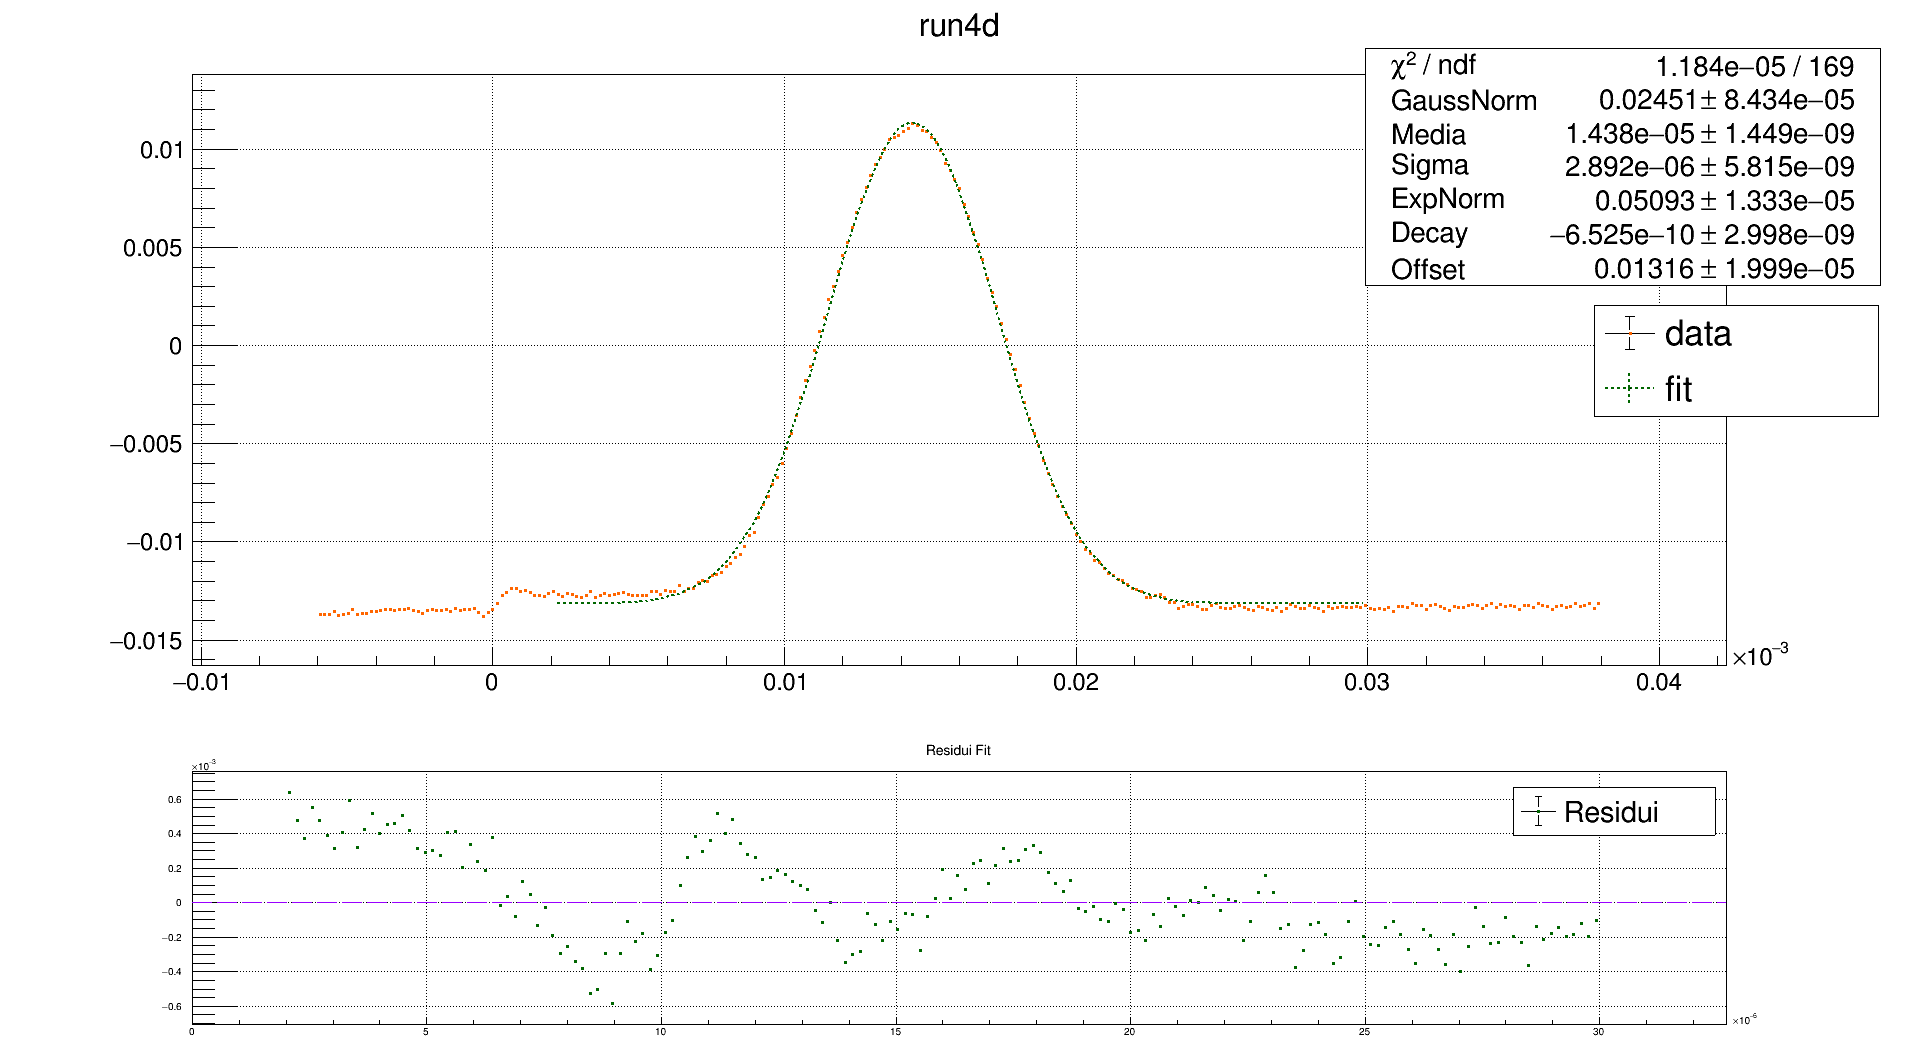 run4d
χ² / ndf 1.184e−05 / 169
GaussNorm 0.02451 ± 8.434e−05
Media 1.438e−05 ± 1.449e−09
Sigma 2.892e−06 ± 5.815e−09
ExpNorm 0.05093 ± 1.333e−05
Decay −6.525e−10 ± 2.998e−09
Offset 0.01316 ± 1.999e−05
data
fit
0.01
0.005
0
−0.005
−0.01
−0.015
−0.01 0 0.01 0.02 0.03 0.04
×10⁻³
Residui Fit
×10⁻³
Residui
0.6
0.4
0.2
0
−0.2
−0.4
−0.6
0 5 10 15 20 25 30
×10⁻⁶